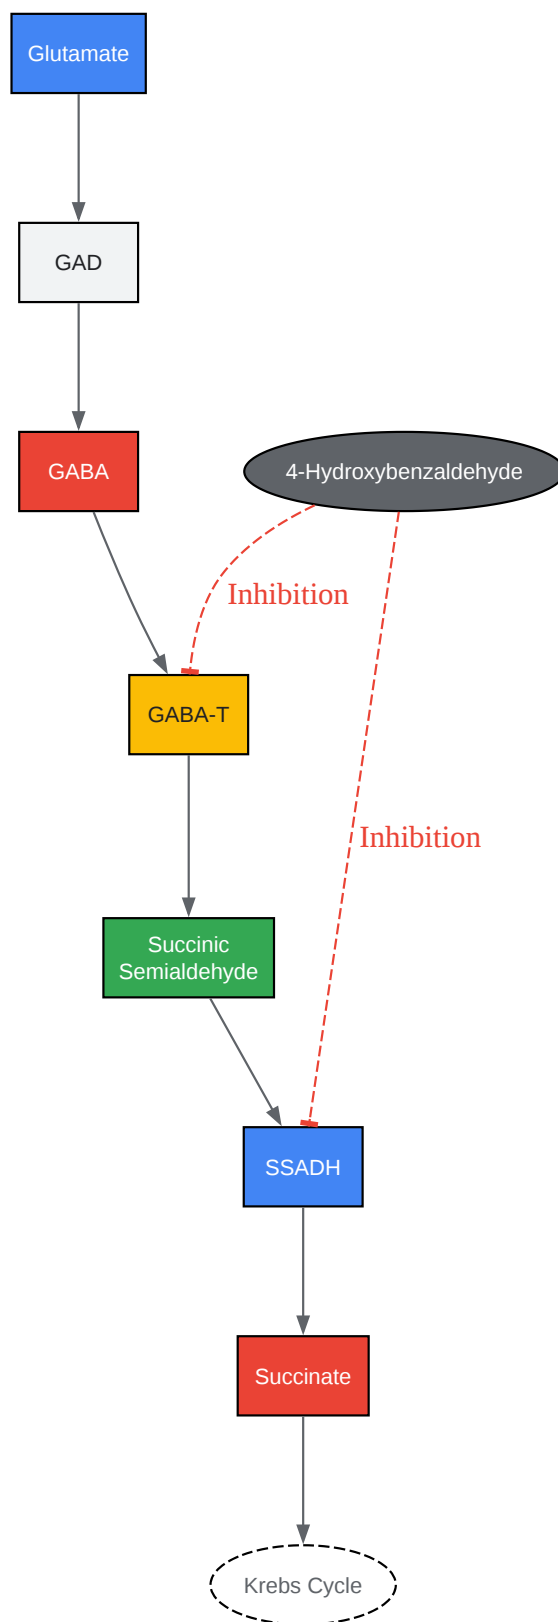 Glutamate
GAD
GABA
4-Hydroxybenzaldehyde
Inhibition
GABA-T
Inhibition
Succinic
Semialdehyde
SSADH
Succinate
Krebs Cycle